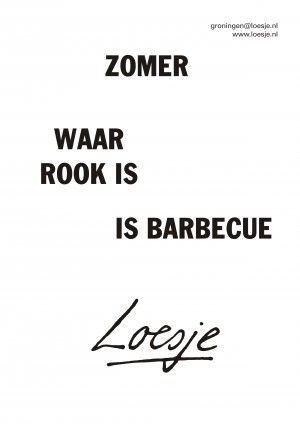 groningen@loesje.nl
www.loesje.nl
ZOMER
WAAR
ROOK IS
IS BARBECUE
Loesje